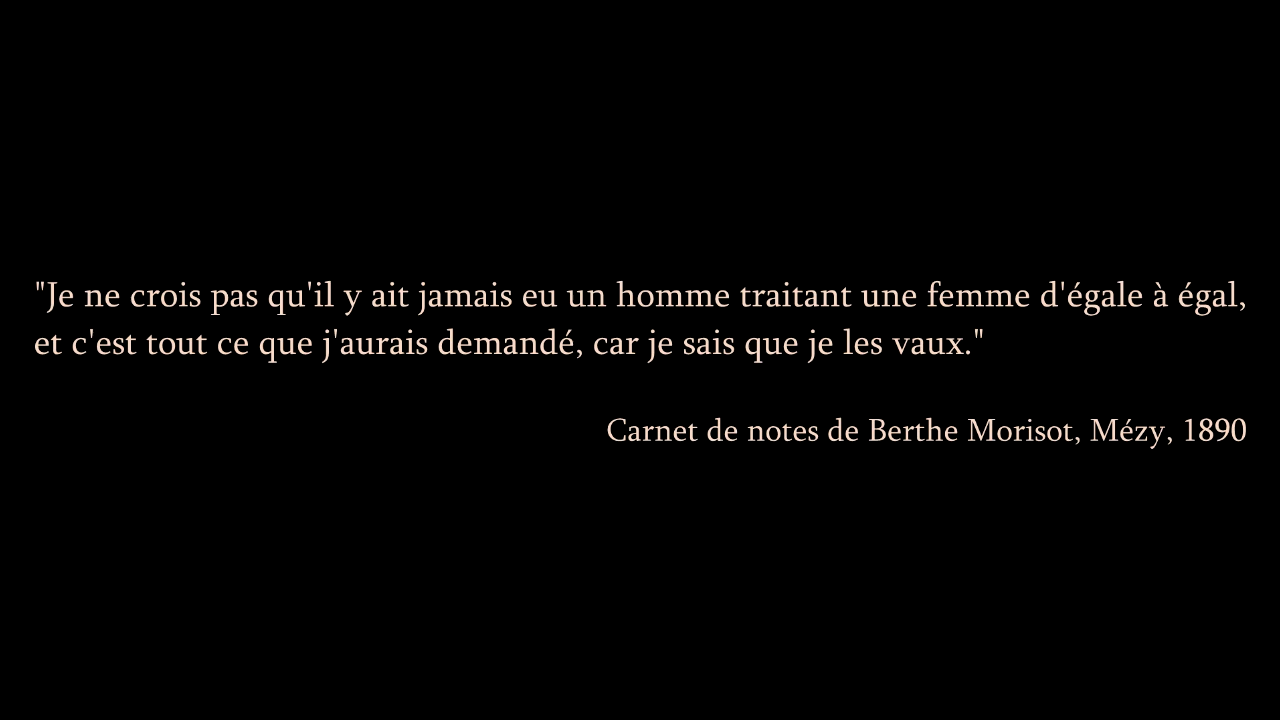 "Je ne crois pas qu'il y ait jamais eu un homme traitant une femme d'égale à égal,
et c'est tout ce que j'aurais demandé, car je sais que je les vaux."
Carnet de notes de Berthe Morisot, Mézy, 1890